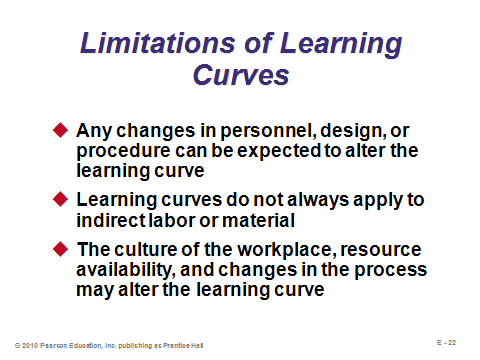 Limitations of Learning
Curves
Any changes in personnel, design, or
procedure can be expected to alter the
learning curve
Learning curves do not always apply to
indirect labor or material
The culture of the workplace, resource
availability, and changes in the process
may alter the learning curve
© 2010 Pearson Education, Inc. publishing as Prentice Hall
E - 22